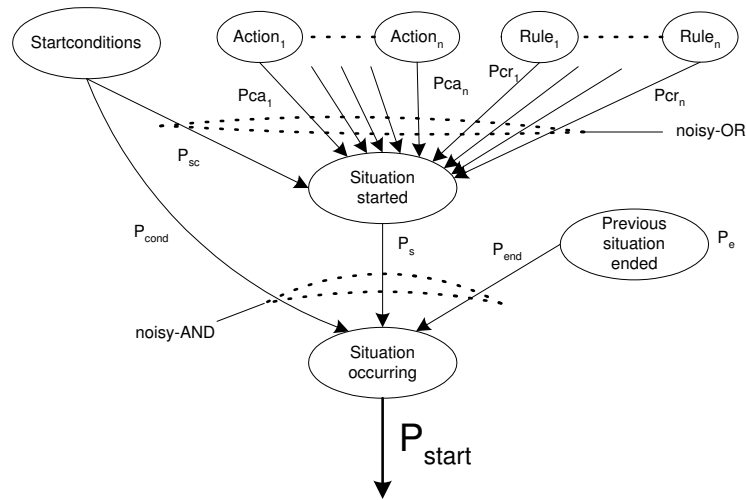 Startconditions
Action1
Actionn
Rule1
Rulen
Pca1
Pcan
Pcr1
Pcrn
noisy-OR
Psc
Situation
started
Previous
situation
ended
Pe
Pcond
Ps
Pend
noisy-AND
Situation
occurring
Pstart